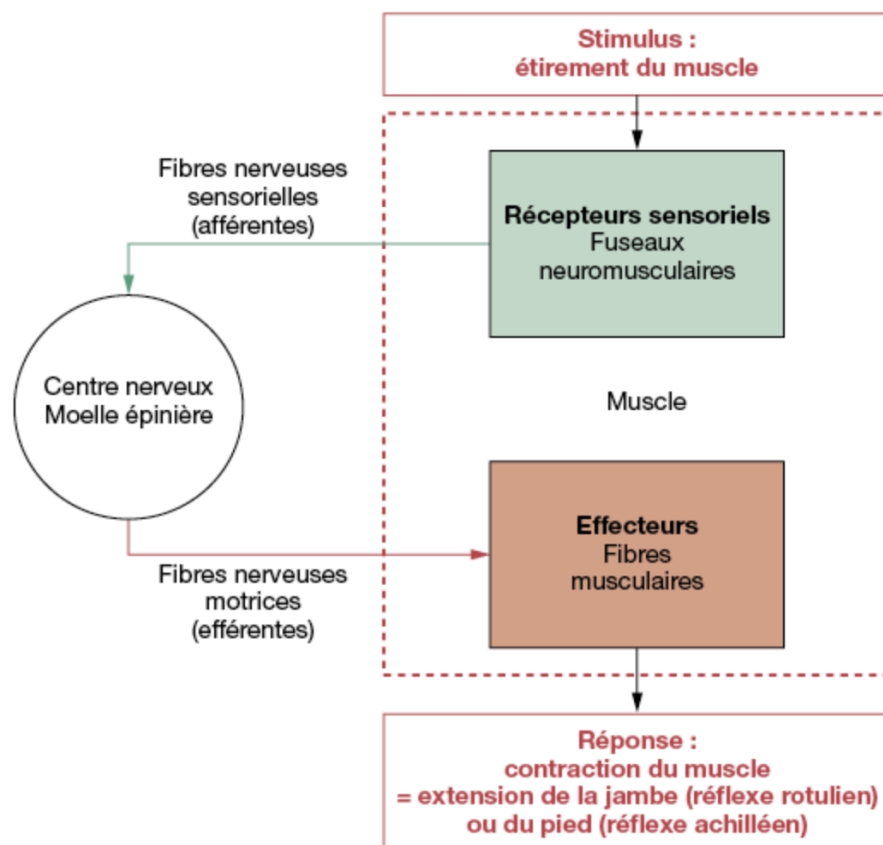 Stimulus :
étirement du muscle
Fibres nerveuses
sensorielles
(afférentes)
Récepteurs sensoriels
Fuseaux
neuromusculaires
Centre nerveux
Moelle épinière
Muscle
Effecteurs
Fibres
musculaires
Fibres nerveuses
motrices
(efférentes)
Réponse :
contraction du muscle
= extension de la jambe (réflexe rotulien)
ou du pied (réflexe achilléen)